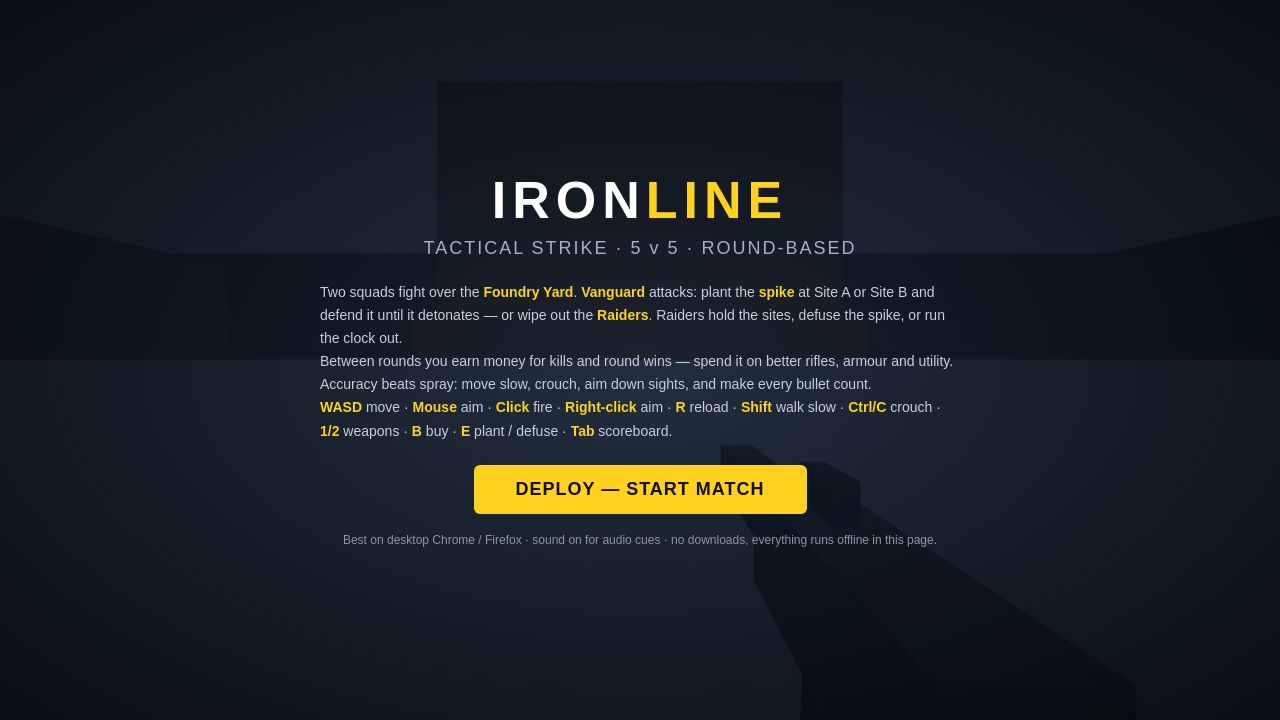 IRONLINE
TACTICAL STRIKE · 5 v 5 · ROUND-BASED
Two squads fight over the Foundry Yard. Vanguard attacks: plant the spike at Site A or Site B and
defend it until it detonates — or wipe out the Raiders. Raiders hold the sites, defuse the spike, or run
the clock out.
Between rounds you earn money for kills and round wins — spend it on better rifles, armour and utility.
Accuracy beats spray: move slow, crouch, aim down sights, and make every bullet count.
WASD move · Mouse aim · Click fire · Right-click aim · R reload · Shift walk slow · Ctrl/C crouch ·
1/2 weapons · B buy · E plant / defuse · Tab scoreboard.
DEPLOY — START MATCH
Best on desktop Chrome / Firefox · sound on for audio cues · no downloads, everything runs offline in this page.